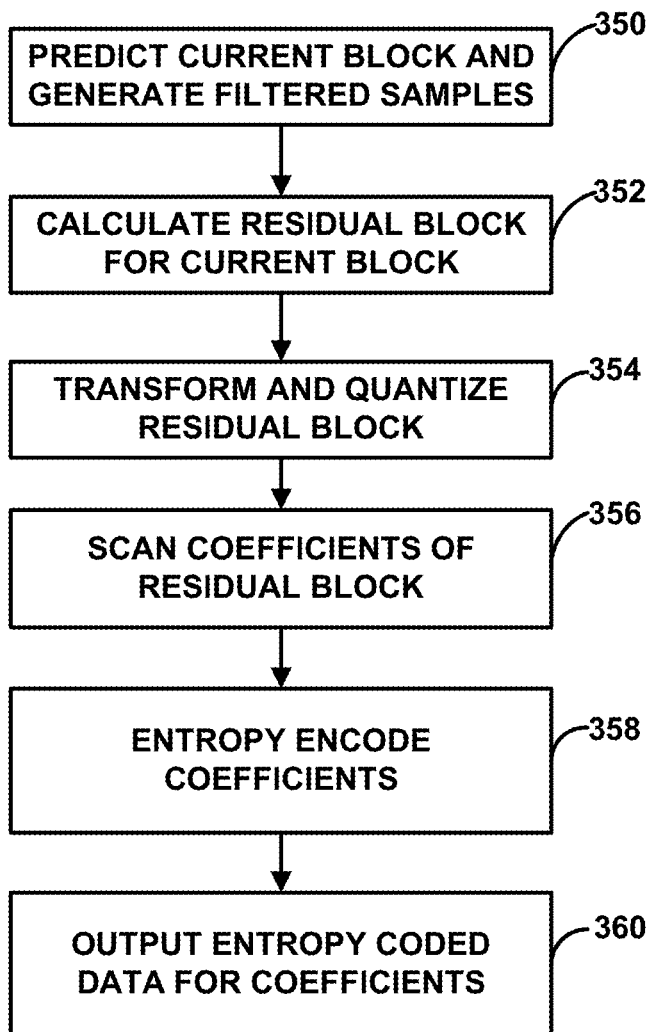 350
PREDICT CURRENT BLOCK AND
GENERATE FILTERED SAMPLES
352
CALCULATE RESIDUAL BLOCK
FOR CURRENT BLOCK
354
TRANSFORM AND QUANTIZE
RESIDUAL BLOCK
356
SCAN COEFFICIENTS OF
RESIDUAL BLOCK
358
ENTROPY ENCODE
COEFFICIENTS
360
OUTPUT ENTROPY CODED
DATA FOR COEFFICIENTS